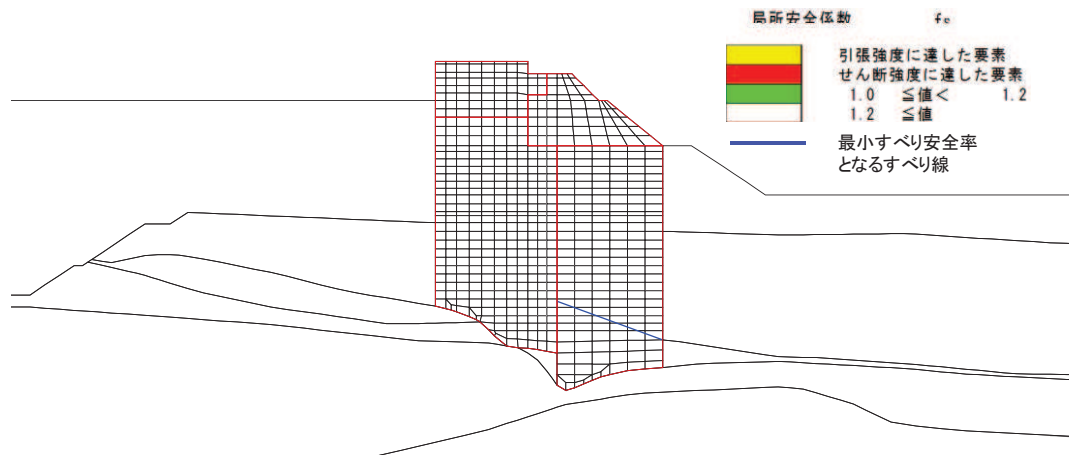 局所安全係数 fs
引張強度に達した要素
せん断強度に達した要素
1.0 ≦値< 1.2
1.2 ≦値
最小すべり安全率
となるすべり線